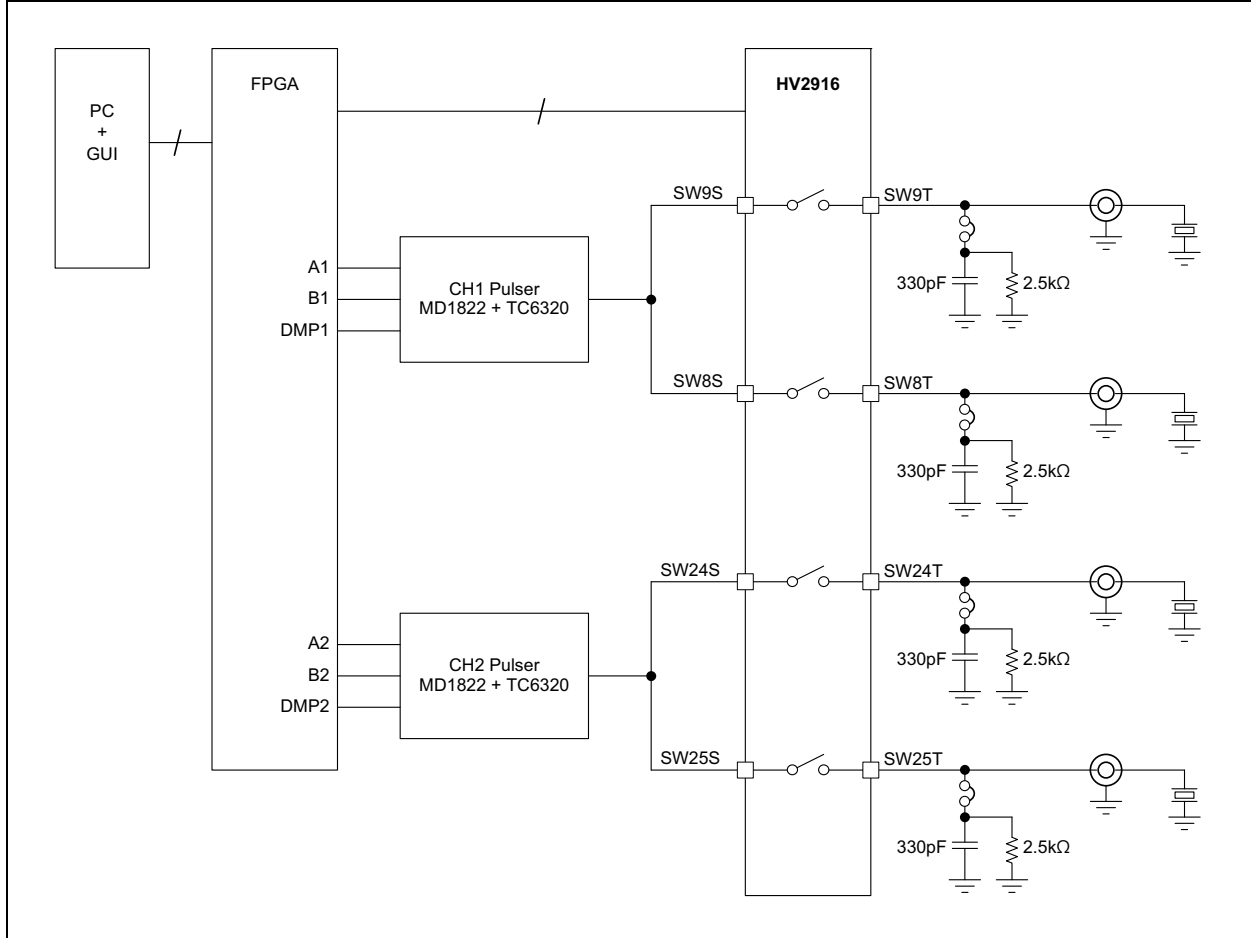 PC
+
GUI
FPGA
HV2916
A1
B1
DMP1
CH1 Pulser
MD1822 + TC6320
SW9S
SW9T
330pF
2.5kΩ
SW8S
SW8T
330pF
2.5kΩ
A2
B2
DMP2
CH2 Pulser
MD1822 + TC6320
SW24S
SW24T
330pF
2.5kΩ
SW25S
SW25T
330pF
2.5kΩ